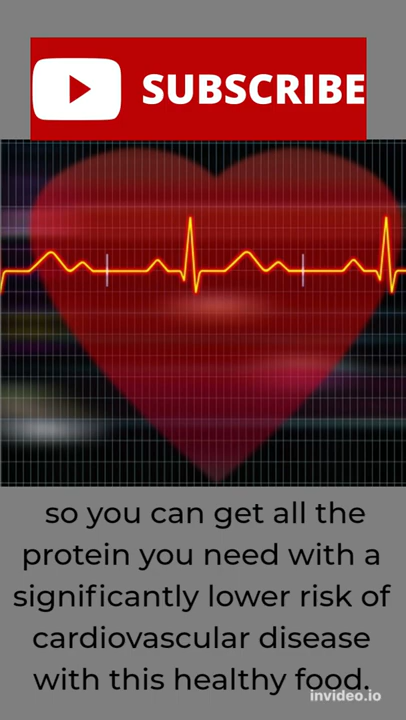 SUBSCRIBE
so you can get all the
protein you need with a
significantly lower risk of
cardiovascular disease
with this healthy food.
invideo.io